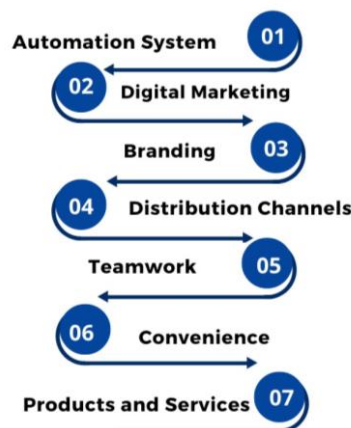 Automation System 01
02 Digital Marketing
Branding 03
04 Distribution Channels
Teamwork 05
06 Convenience
Products and Services 07